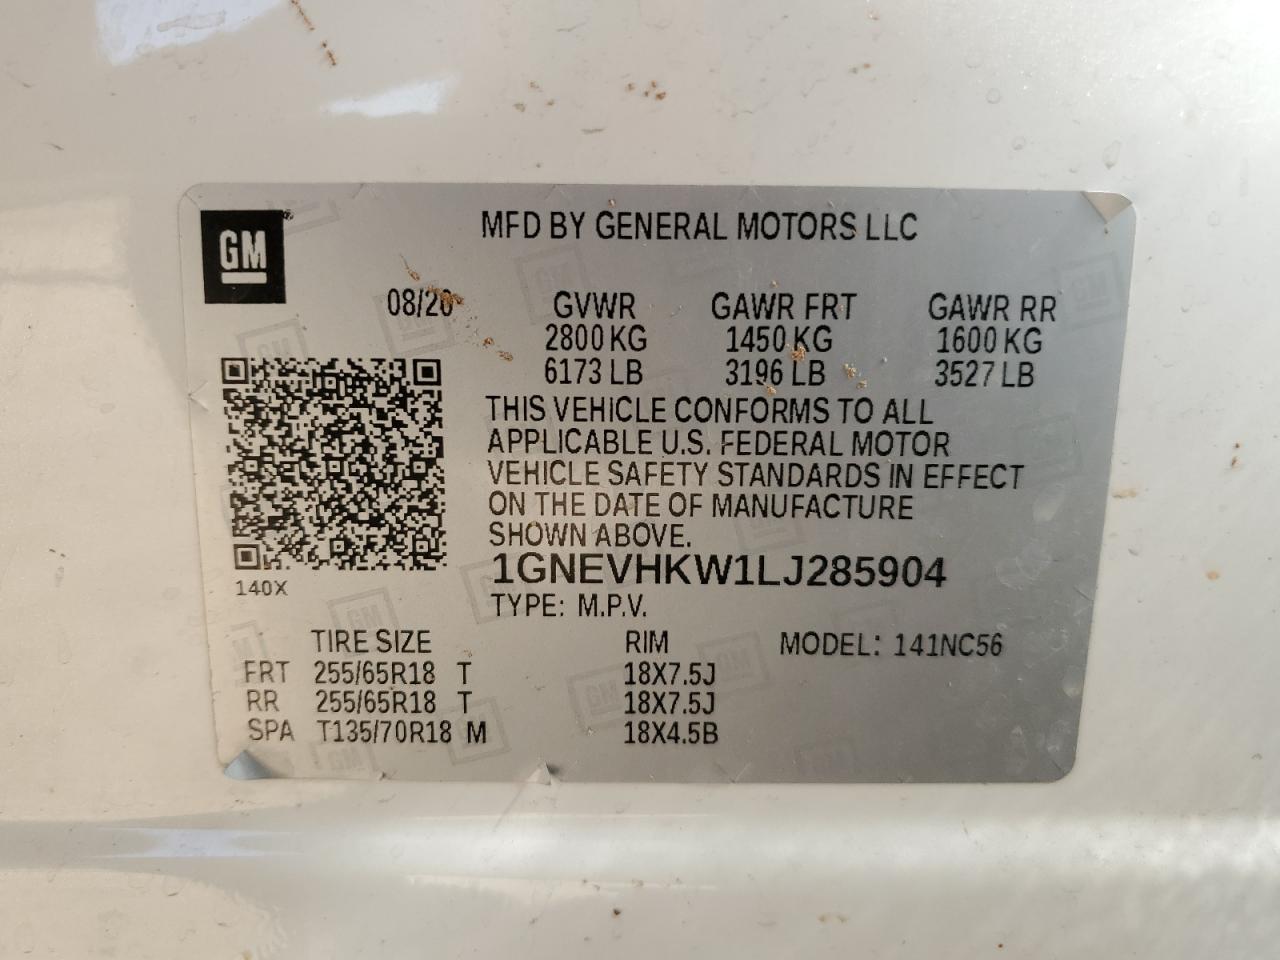 GM
MFD BY GENERAL MOTORS LLC
08/20 GVWR GAWR FRT GAWR RR
2800 KG 1450 KG 1600 KG
6173 LB 3196 LB 3527 LB
THIS VEHICLE CONFORMS TO ALL
APPLICABLE U.S. FEDERAL MOTOR
VEHICLE SAFETY STANDARDS IN EFFECT
ON THE DATE OF MANUFACTURE
SHOWN ABOVE.
1GNEVHKW1LJ285904
140X
TYPE: M.P.V.
TIRE SIZE RIM MODEL: 141NC56
FRT 255/65R18 T 18X7.5J
RR 255/65R18 T 18X7.5J
SPA T135/70R18 M 18X4.5B